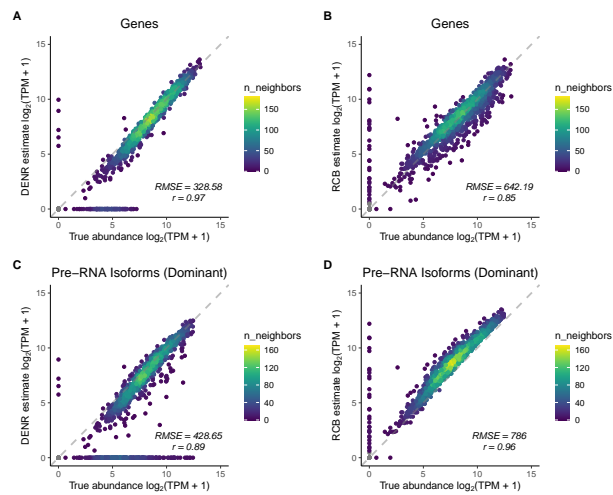 A
Genes
DENR estimate log2(TPM + 1)
15
10
5
0
0
5
10
15
True abundance log2(TPM + 1)
RMSE = 328.58
r = 0.97
n_neighbors
150
100
50
0
B
Genes
RCB estimate log2(TPM + 1)
15
10
5
0
0
5
10
15
True abundance log2(TPM + 1)
RMSE = 642.19
r = 0.85
n_neighbors
150
100
50
0
C
Pre−RNA Isoforms (Dominant)
DENR estimate log2(TPM + 1)
15
10
5
0
0
5
10
15
True abundance log2(TPM + 1)
RMSE = 428.65
r = 0.89
n_neighbors
160
120
80
40
0
D
Pre−RNA Isoforms (Dominant)
RCB estimate log2(TPM + 1)
15
10
5
0
0
5
10
15
True abundance log2(TPM + 1)
RMSE = 786
r = 0.96
n_neighbors
160
120
80
40
0